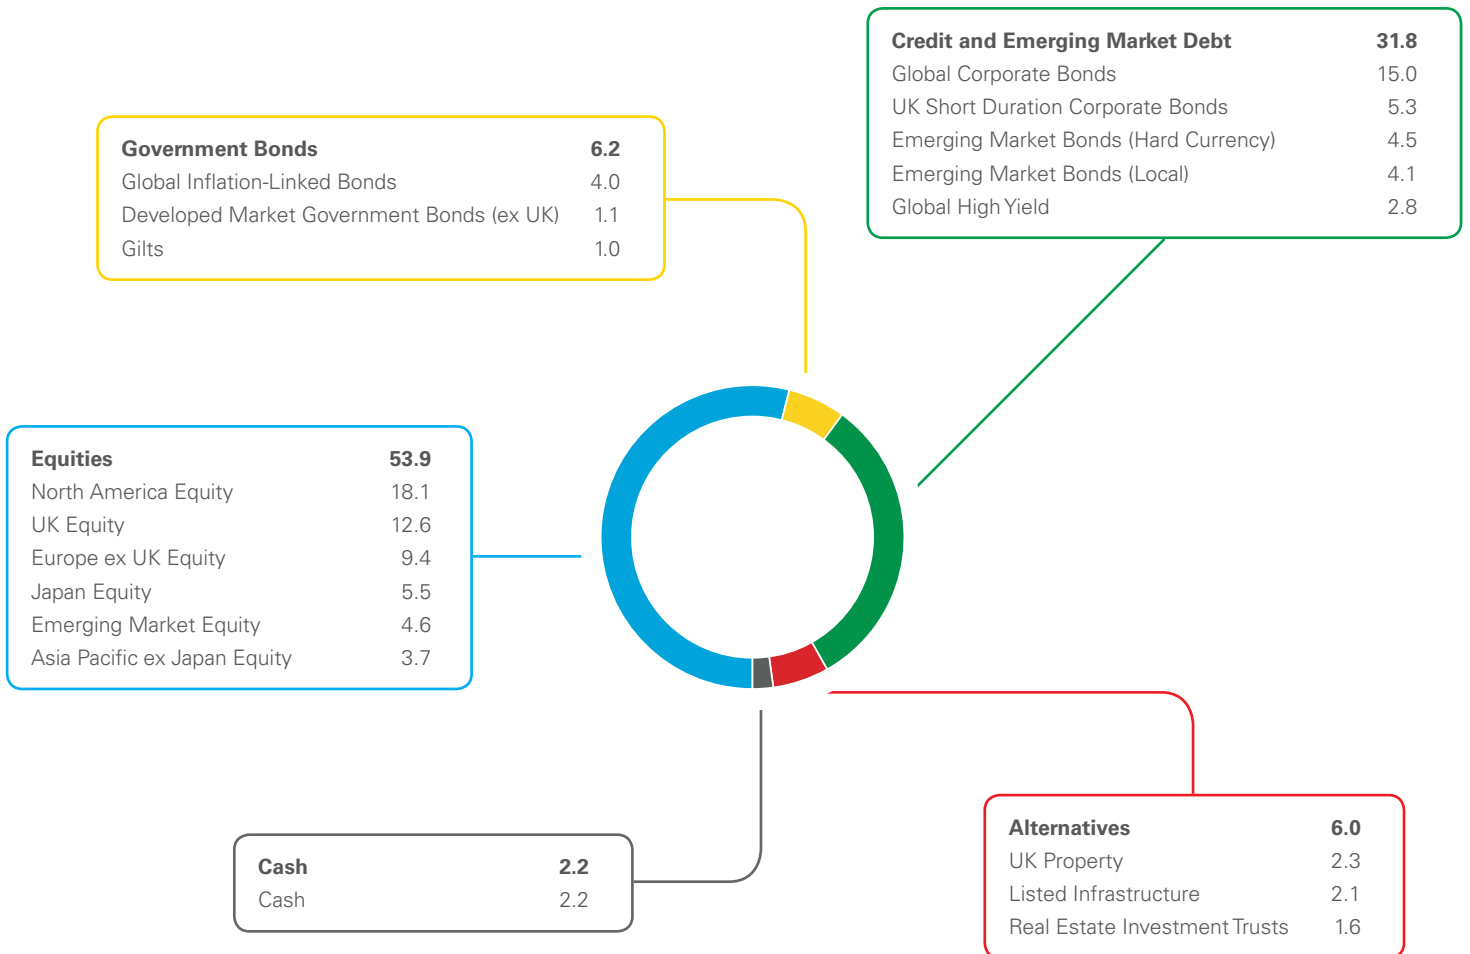 Credit and Emerging Market Debt 31.8
Global Corporate Bonds 15.0
UK Short Duration Corporate Bonds 5.3
Emerging Market Bonds (Hard Currency) 4.5
Emerging Market Bonds (Local) 4.1
Global High Yield 2.8
Government Bonds 6.2
Global Inflation-Linked Bonds 4.0
Developed Market Government Bonds (ex UK) 1.1
Gilts 1.0
Equities 53.9
North America Equity 18.1
UK Equity 12.6
Europe ex UK Equity 9.4
Japan Equity 5.5
Emerging Market Equity 4.6
Asia Pacific ex Japan Equity 3.7
Alternatives 6.0
UK Property 2.3
Listed Infrastructure 2.1
Real Estate Investment Trusts 1.6
Cash 2.2
Cash 2.2